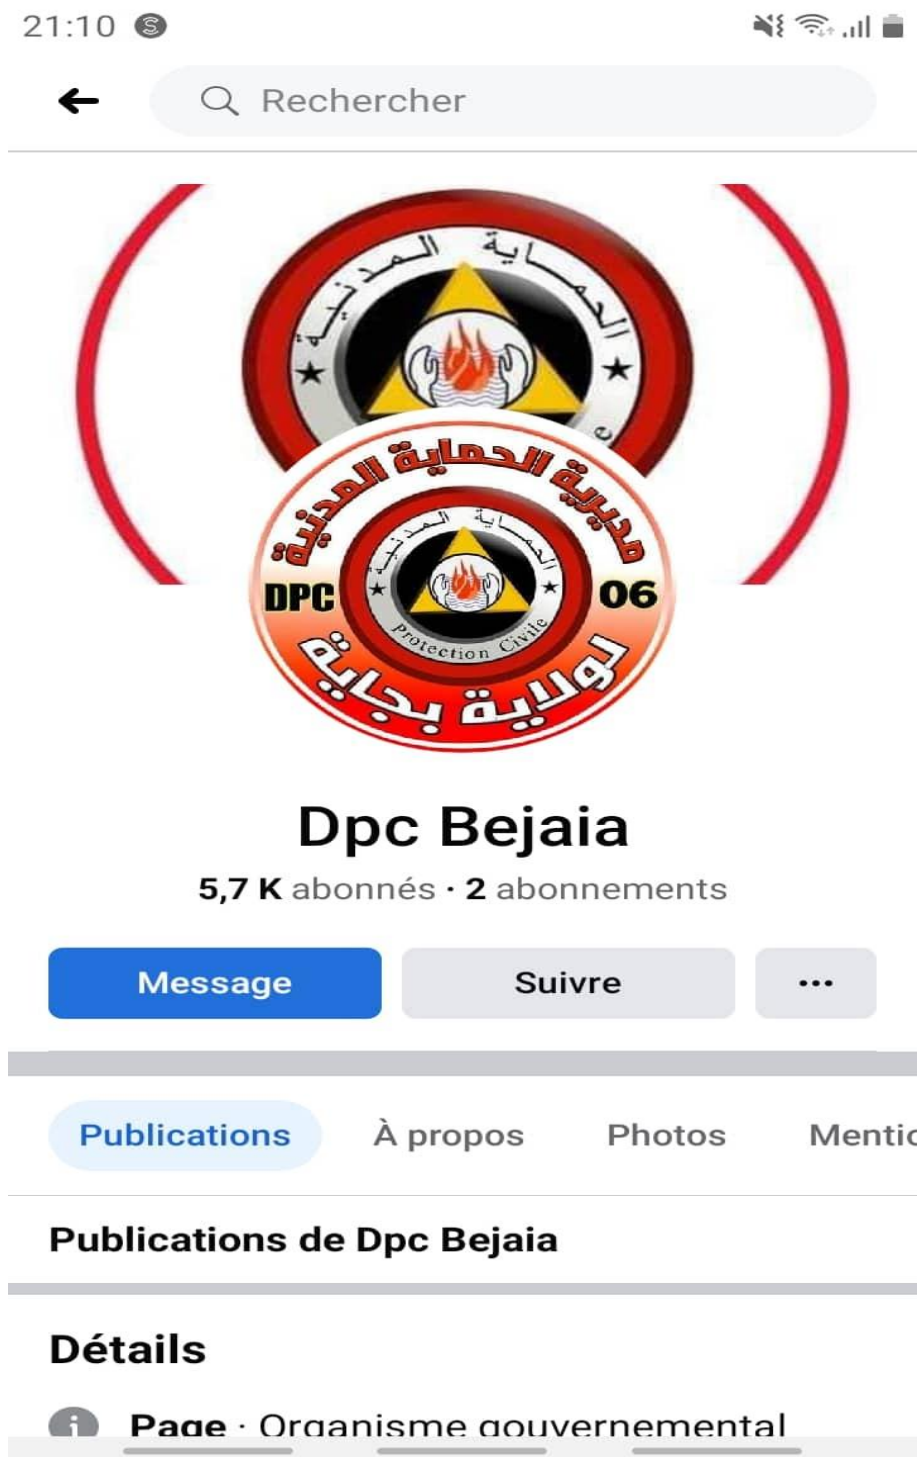 21:10
Rechercher
الحماية المدنية
مديرية الحماية المدنية
الحماية المدنية
DPC
06
Protection Civile
لولاية بجاية
Dpc Bejaia
5,7 K abonnés · 2 abonnements
Message Suivre ...
Publications À propos Photos Mentic
Publications de Dpc Bejaia
Détails
Page · Organisme gouvernemental